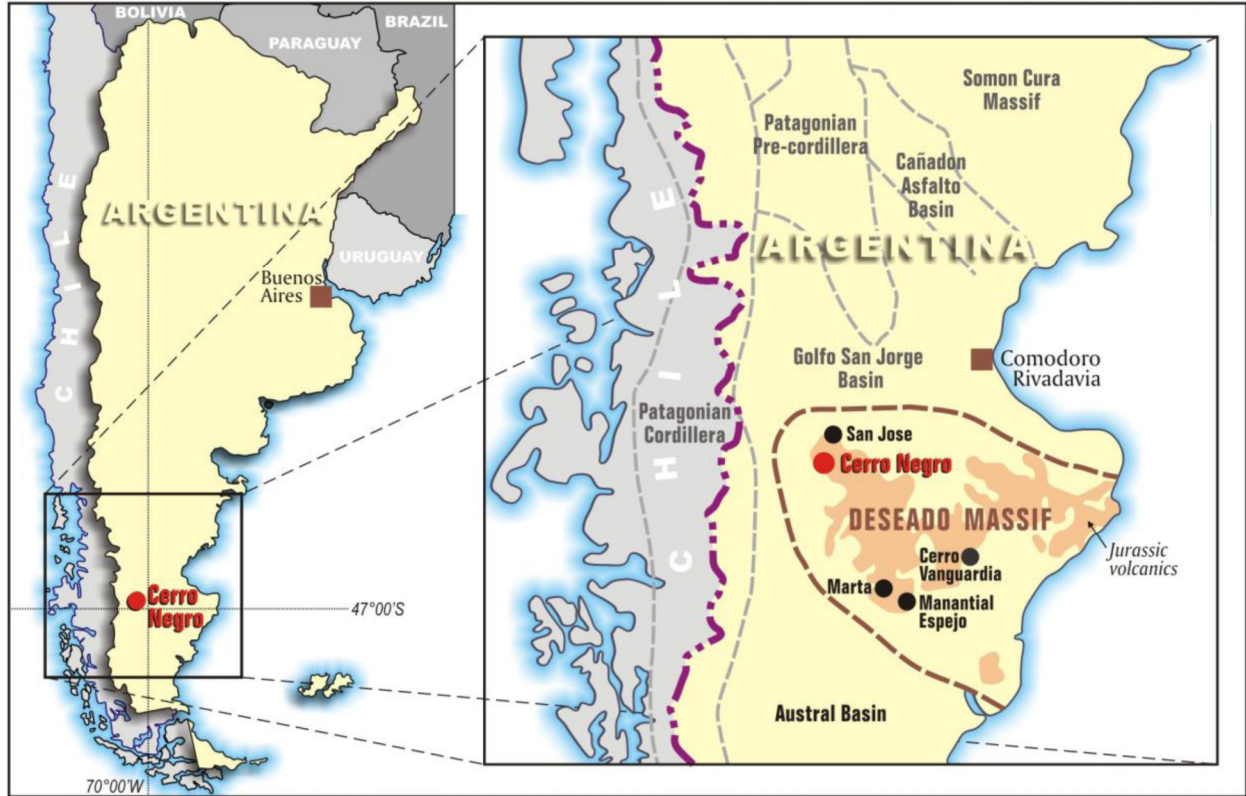 BOLIVIA
BRAZIL
PARAGUAY
CHILE
ARGENTINA
URUGUAY
Buenos
Aires
Cerro
Negro
47°00'S
70°00'W
Somon Cura
Massif
Patagonian
Pre-cordillera
Cañadon
Asfalto
Basin
CHILE
ARGENTINA
Golfo San Jorge
Basin
Comodoro
Rivadavia
Patagonian
Cordillera
San Jose
Cerro Negro
DESEADO MASSIF
Jurassic
volcanics
Cerro
Vanguardia
Marta
Manantial
Espejo
Austral Basin